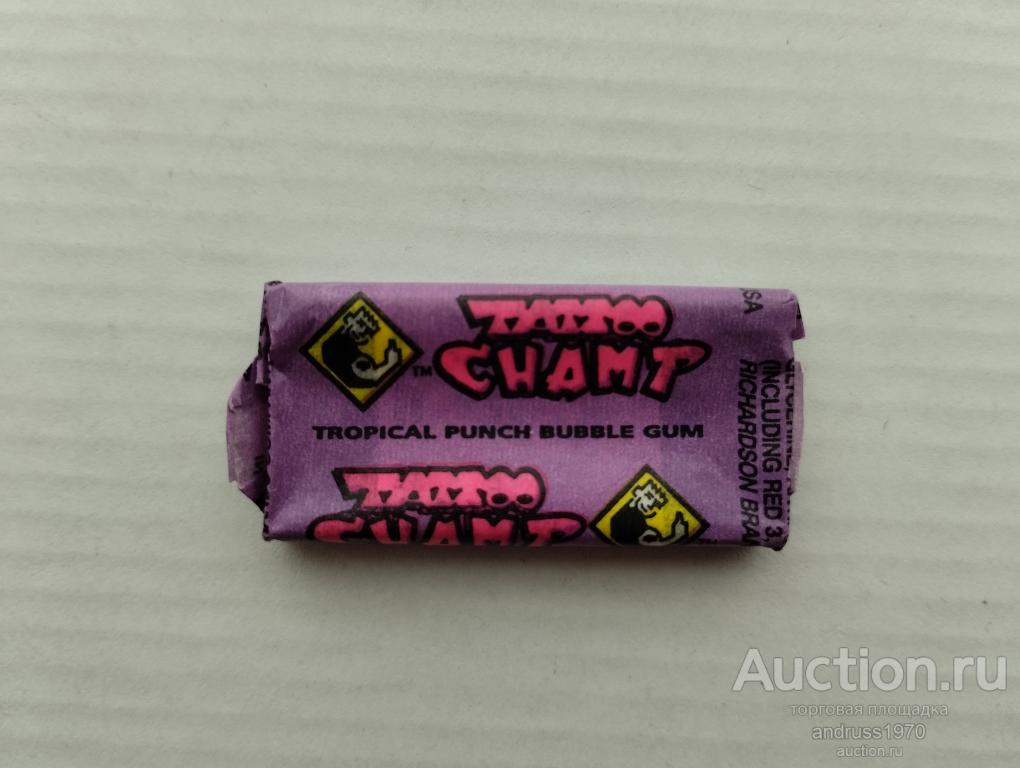 TATTOO
CHAMP
TM
TROPICAL PUNCH BUBBLE GUM
TATTOO
CHAMP
SA
(INCLUDING RED 3,
RICHARDSON BRA
Auction.ru
торговая площадка
andruss1970
auction.ru